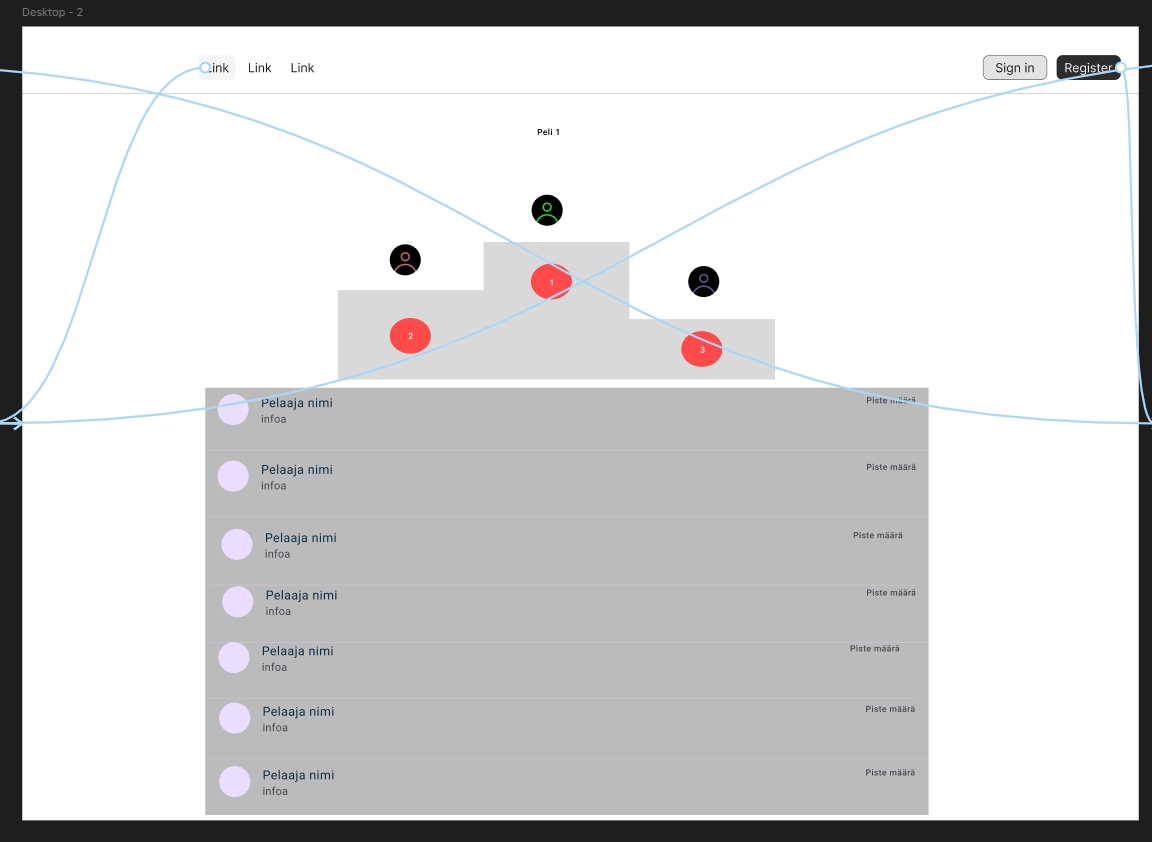 Desktop - 2
Link Link Link Sign in Register
Peli 1
1
2
3
Pelaaja nimi Piste määrä
infoa
Pelaaja nimi Piste määrä
infoa
Pelaaja nimi Piste määrä
infoa
Pelaaja nimi Piste määrä
infoa
Pelaaja nimi Piste määrä
infoa
Pelaaja nimi Piste määrä
infoa
Pelaaja nimi Piste määrä
infoa